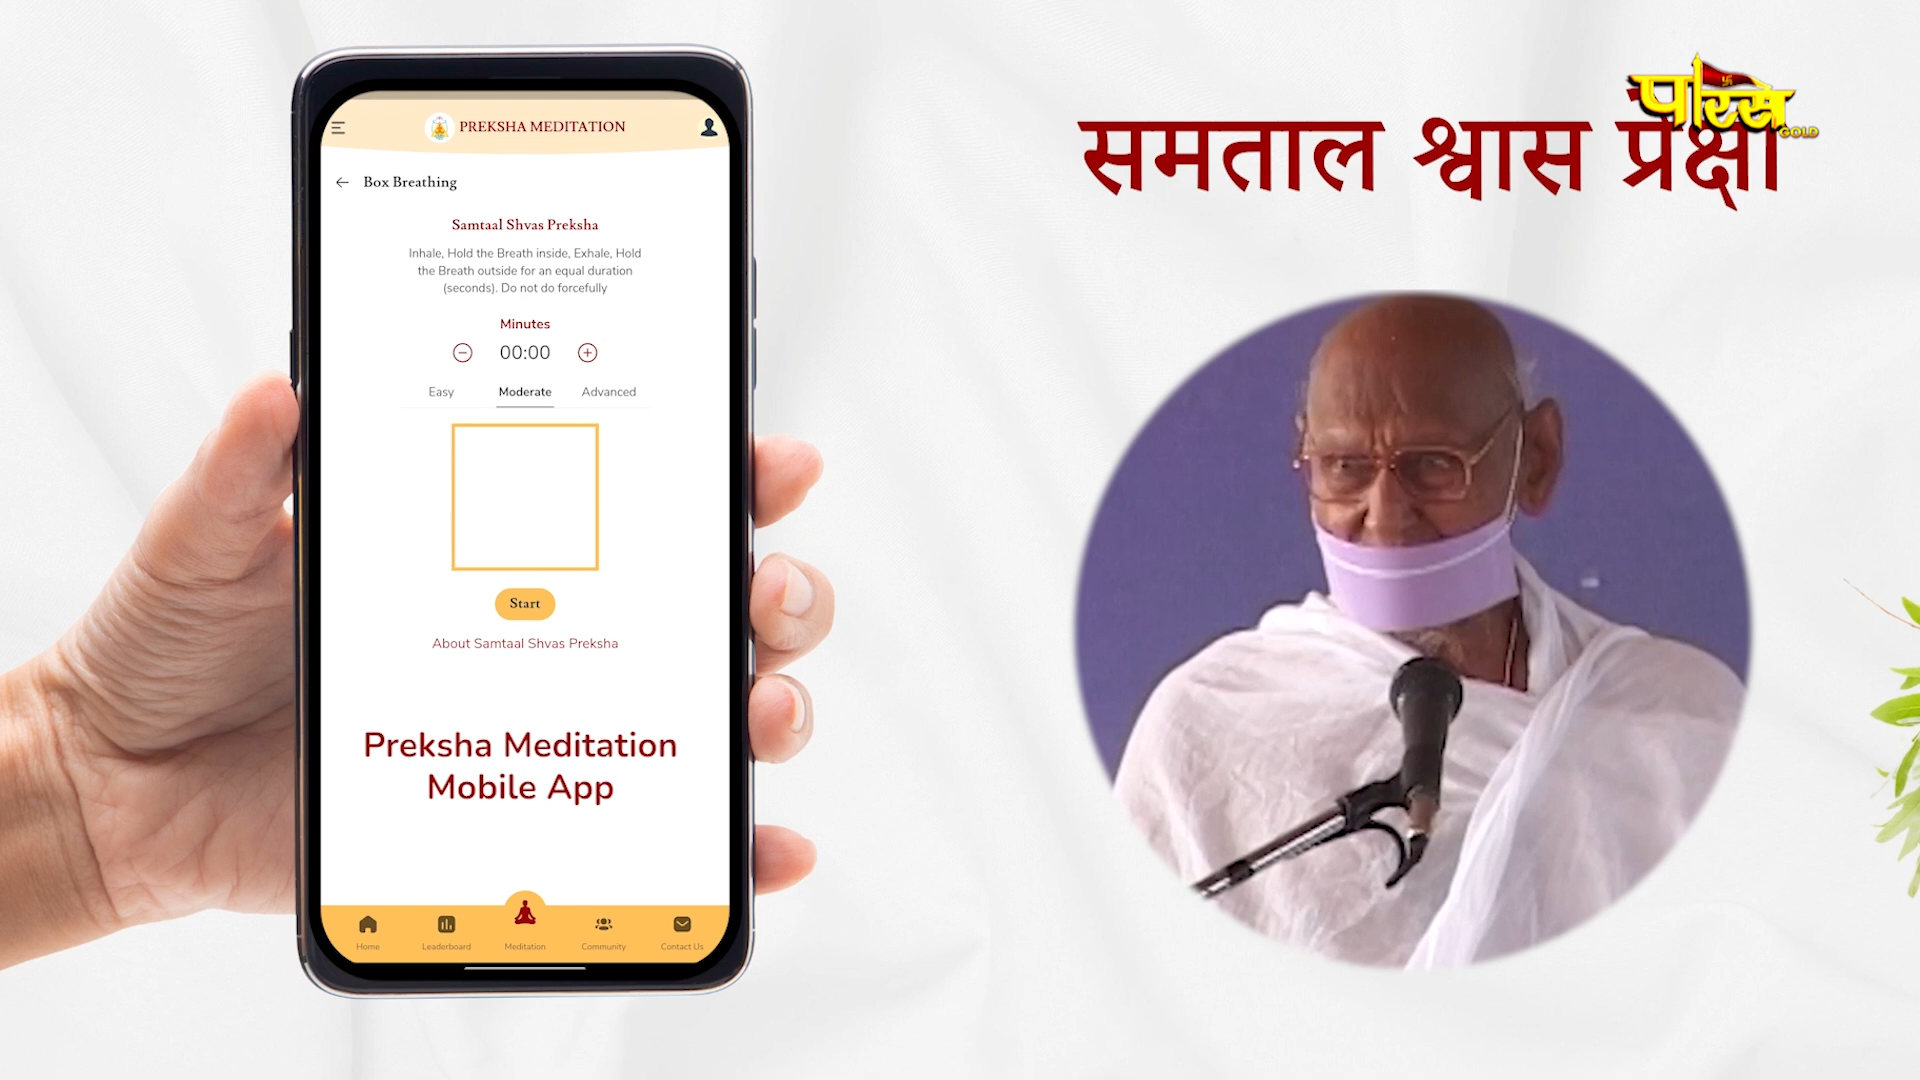 PREKSHA MEDITATION
Box Breathing
Samtaal Shvas Preksha
Inhale, Hold the Breath inside, Exhale, Hold
the Breath outside for an equal duration
(seconds). Do not do forcefully
Minutes
00:00
Easy Moderate Advanced
Start
About Samtaal Shvas Preksha
Preksha Meditation
Mobile App
Home Leaderboard Meditation Community Contact Us
पारस
GOLD
समताल श्वास प्रेक्षा